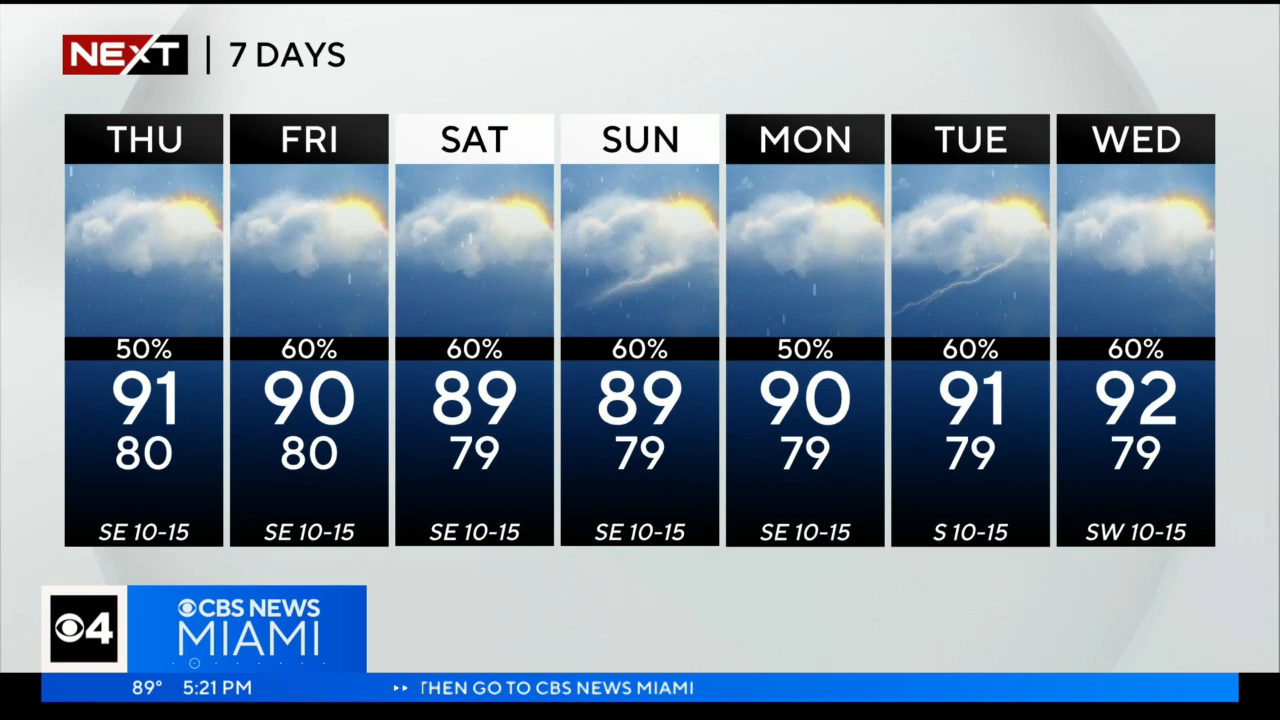 NEXT | 7 DAYS
THU FRI SAT SUN MON TUE WED
50% 60% 60% 60% 50% 60% 60%
91 90 89 89 90 91 92
80 80 79 79 79 79 79
SE 10-15 SE 10-15 SE 10-15 SE 10-15 SE 10-15 S 10-15 SW 10-15
4 CBS NEWS
MIAMI
89° 5:21 PM THEN GO TO CBS NEWS MIAMI